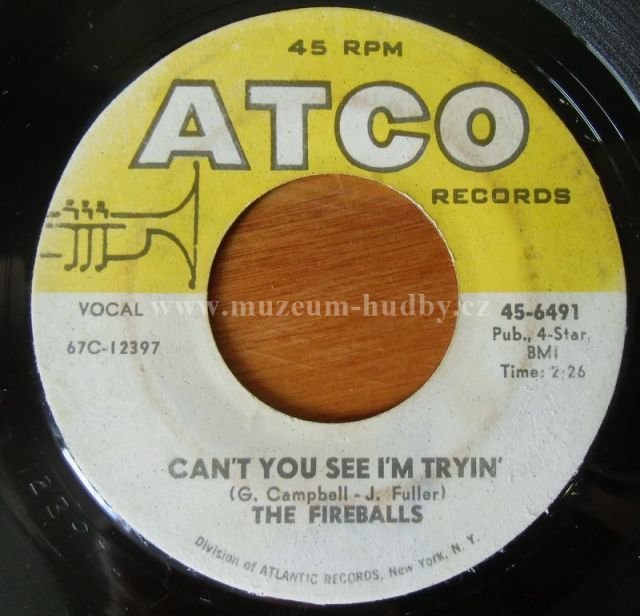 45 RPM
ATCO
RECORDS
www.muzeum-hudby.cz
VOCAL
67C-12397
45-6491
Pub., 4-Star,
BMI
Time: 2:26
CAN'T YOU SEE I'M TRYIN'
(G. Campbell - J. Fuller)
THE FIREBALLS
Division of ATLANTIC RECORDS, New York, N. Y.